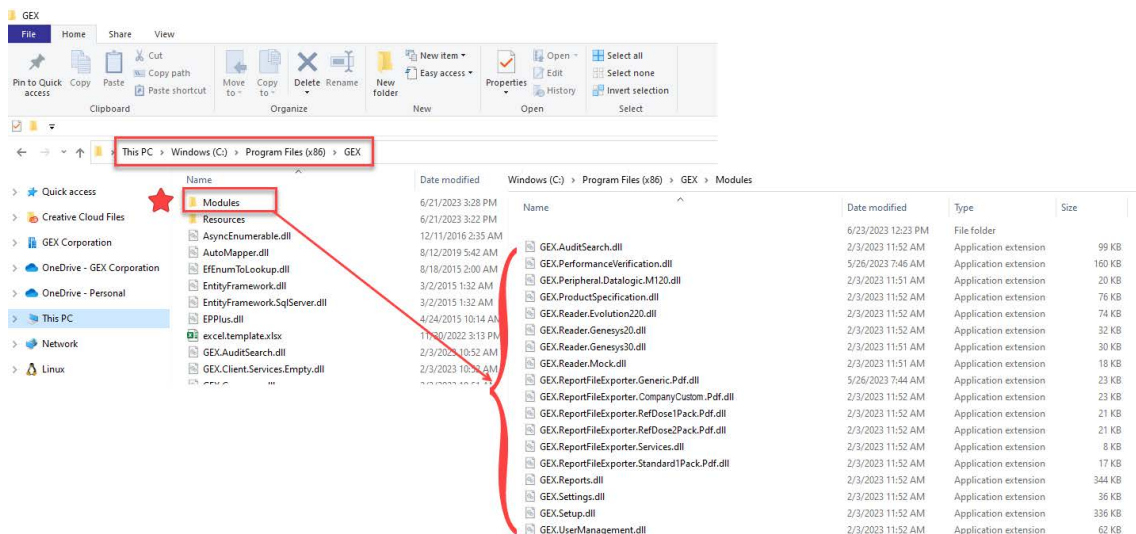 GEX
File Home Share View
Pin to Quick access
Copy
Paste
Cut
Copy path
Paste shortcut
Move to
Copy to
Delete
Rename
New folder
New item
Easy access
Properties
Open
Edit
History
Select all
Select none
Invert selection
Clipboard Organize New Open Select
This PC > Windows (C:) > Program Files (x86) > GEX
Quick access
Creative Cloud Files
GEX Corporation
OneDrive - GEX Corporation
OneDrive - Personal
This PC
Network
Linux
Name Date modified
Modules 6/21/2023 3:28 PM
Resources 6/21/2023 3:22 PM
AsyncEnumerable.dll 12/11/2016 2:35 AM
AutoMapper.dll 8/12/2019 5:42 AM
EfEnumToLookup.dll 8/18/2015 2:00 AM
EntityFramework.dll 3/2/2015 1:32 AM
EntityFramework.SqlServer.dll 3/2/2015 1:32 AM
EPPlus.dll 4/24/2015 10:14 AM
excel.template.xlsx 11/30/2022 3:13 PM
GEX.AuditSearch.dll 2/3/2023 10:52 AM
GEX.Client.Services.Empty.dll 2/3/2023 10:52 AM
Windows (C:) > Program Files (x86) > GEX > Modules
Name Date modified Type Size
6/23/2023 12:23 PM File folder
GEX.AuditSearch.dll 2/3/2023 11:52 AM Application extension 99 KB
GEX.PerformanceVerification.dll 5/26/2023 7:46 AM Application extension 160 KB
GEX.Peripheral.Datalogic.M120.dll 2/3/2023 11:51 AM Application extension 20 KB
GEX.ProductSpecification.dll 2/3/2023 11:52 AM Application extension 76 KB
GEX.Reader.Evolution220.dll 2/3/2023 11:52 AM Application extension 74 KB
GEX.Reader.Genesys20.dll 2/3/2023 11:52 AM Application extension 32 KB
GEX.Reader.Genesys30.dll 2/3/2023 11:51 AM Application extension 30 KB
GEX.Reader.Mock.dll 2/3/2023 11:51 AM Application extension 18 KB
GEX.ReportFileExporter.Generic.Pdf.dll 5/26/2023 7:44 AM Application extension 23 KB
GEX.ReportFileExporter.CompanyCustom.Pdf.dll 2/3/2023 11:52 AM Application extension 23 KB
GEX.ReportFileExporter.RefDose1Pack.Pdf.dll 2/3/2023 11:52 AM Application extension 21 KB
GEX.ReportFileExporter.RefDose2Pack.Pdf.dll 2/3/2023 11:52 AM Application extension 21 KB
GEX.ReportFileExporter.Services.dll 2/3/2023 11:52 AM Application extension 8 KB
GEX.ReportFileExporter.Standard1Pack.Pdf.dll 2/3/2023 11:52 AM Application extension 17 KB
GEX.Reports.dll 2/3/2023 11:52 AM Application extension 344 KB
GEX.Settings.dll 2/3/2023 11:52 AM Application extension 36 KB
GEX.Setup.dll 2/3/2023 11:52 AM Application extension 336 KB
GEX.UserManagement.dll 2/3/2023 11:52 AM Application extension 62 KB